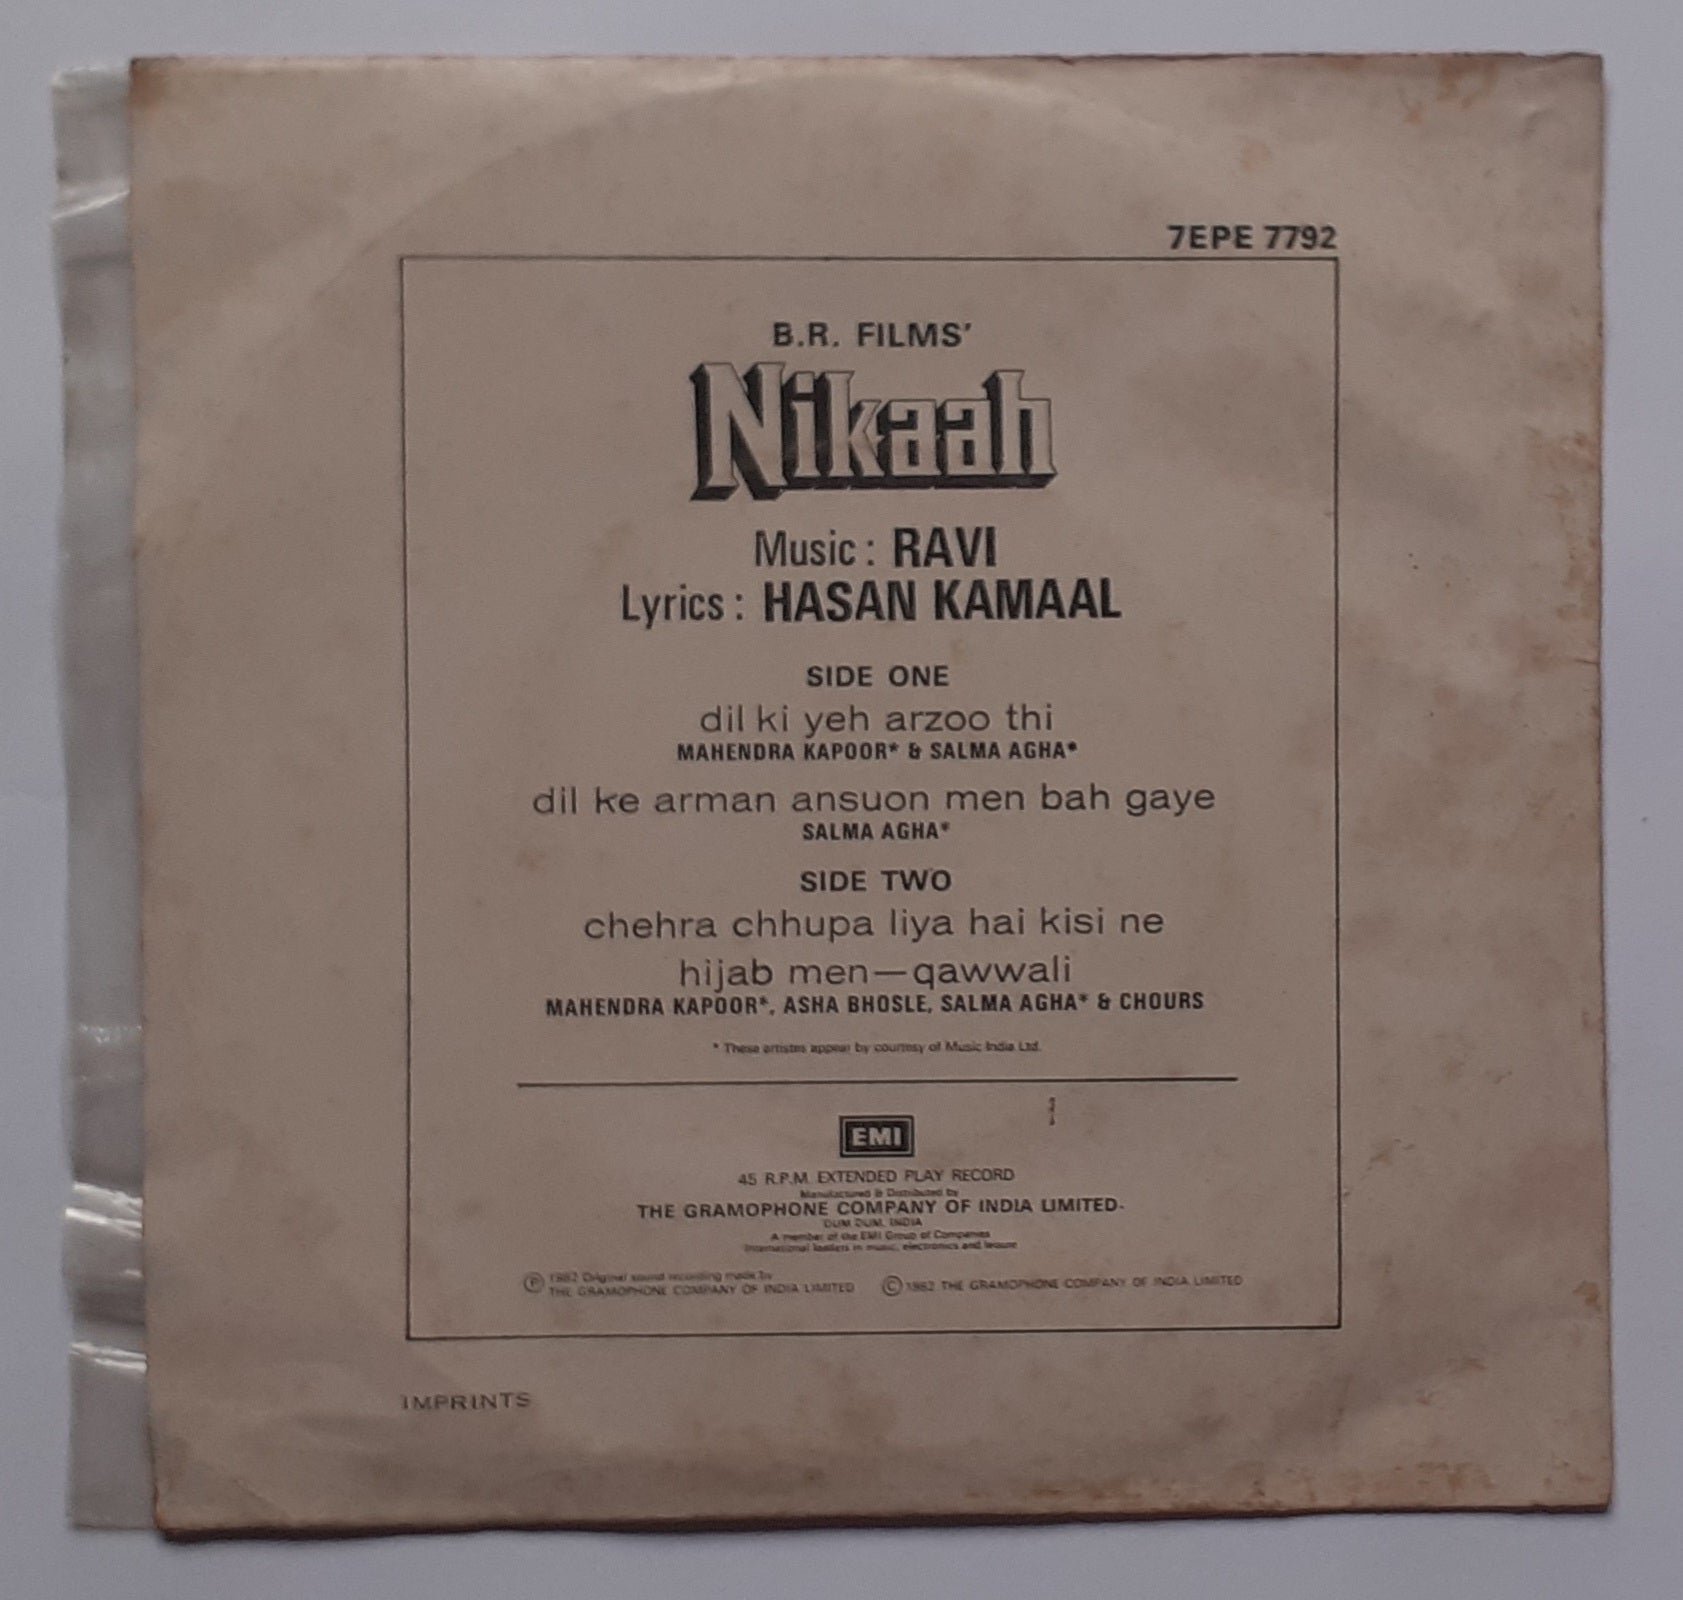 7EPE 7792
B.R. FILMS'
Nikaah
Music : RAVI
Lyrics : HASAN KAMAAL
SIDE ONE
dil ki yeh arzoo thi
MAHENDRA KAPOOR* & SALMA AGHA*
dil ke arman ansuon men bah gaye
SALMA AGHA*
SIDE TWO
chehra chhupa liya hai kisi ne
hijab men—qawwali
MAHENDRA KAPOOR*, ASHA BHOSLE, SALMA AGHA* & CHOURS
* These artistes appear by courtesy of Music India Ltd.
EMI
45 R.P.M. EXTENDED PLAY RECORD
Manufactured & Distributed by
THE GRAMOPHONE COMPANY OF INDIA LIMITED.
DUM DUM, INDIA
A member of the EMI Group of Companies
International leaders in music, electronics and leisure
Ⓟ 1982 Original sound recording made by
THE GRAMOPHONE COMPANY OF INDIA LIMITED
© 1982 THE GRAMOPHONE COMPANY OF INDIA LIMITED
IMPRINTS